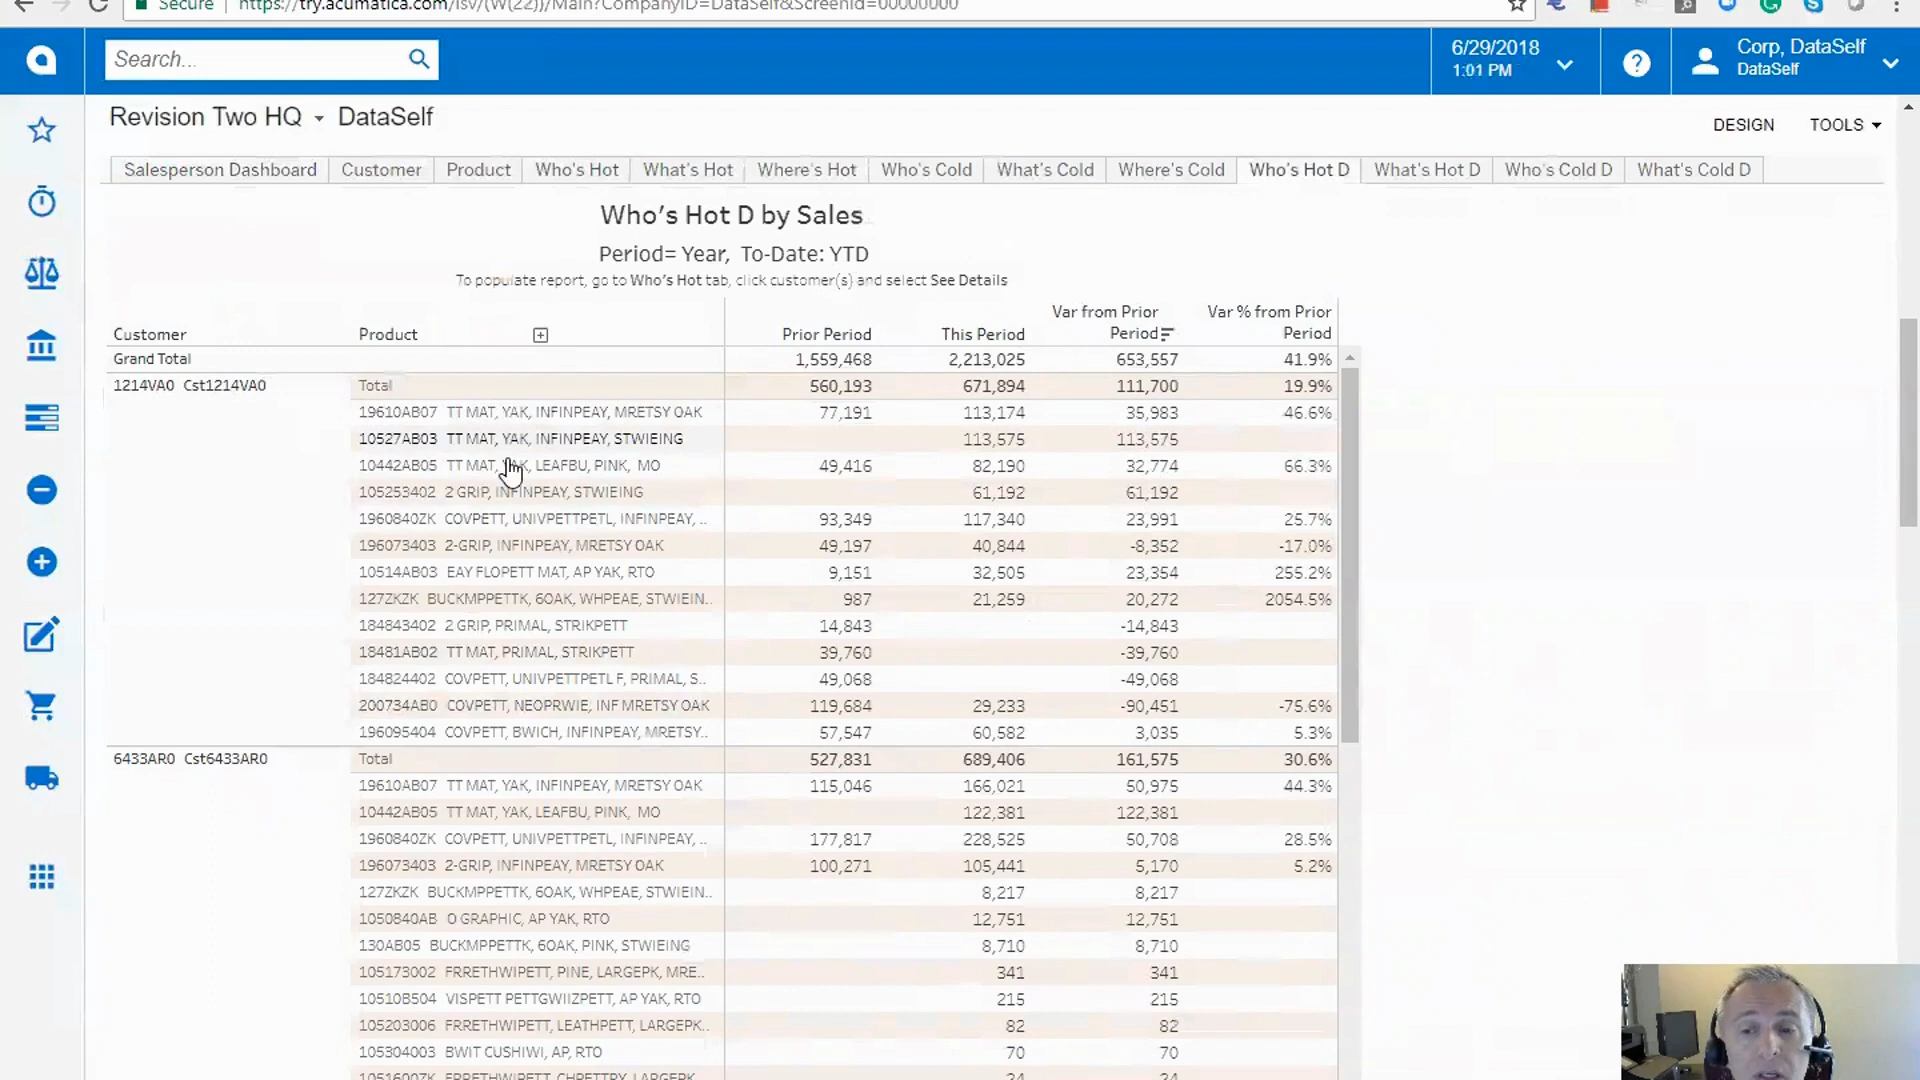 Secure https://try.acumatica.com/isv/(W(22))/Main?CompanyID=DataSelf&ScreenId=00000000
Search...
6/29/2018
1:01 PM
Corp, DataSelf
DataSelf
Revision Two HQ DataSelf
DESIGN TOOLS
Salesperson Dashboard Customer Product Who's Hot What's Hot Where's Hot Who's Cold What's Cold Where's Cold Who's Hot D What's Hot D Who's Cold D What's Cold D
Who's Hot D by Sales
Period= Year, To-Date: YTD
To populate report, go to Who's Hot tab, click customer(s) and select See Details
Customer Product Prior Period This Period Var from Prior Period Var % from Prior Period
Grand Total 1,559,468 2,213,025 653,557 41.9%
1214VA0 Cst1214VA0 Total 560,193 671,894 111,700 19.9%
19610AB07 TT MAT, YAK, INFINPEAY, MRETSY OAK 77,191 113,174 35,983 46.6%
10527AB03 TT MAT, YAK, INFINPEAY, STWIEING 113,575 113,575
10442AB05 TT MAT, YAK, LEAFBU, PINK, MO 49,416 82,190 32,774 66.3%
105253402 2 GRIP, INFINPEAY, STWIEING 61,192 61,192
1960840ZK COVPETT, UNIVPETTPETL, INFINPEAY, .. 93,349 117,340 23,991 25.7%
196073403 2-GRIP, INFINPEAY, MRETSY OAK 49,197 40,844 -8,352 -17.0%
10514AB03 EAY FLOPETT MAT, AP YAK, RTO 9,151 32,505 23,354 255.2%
127ZKZK BUCKMPPETTK, 6OAK, WHPEAE, STWIEIN.. 987 21,259 20,272 2054.5%
184843402 2 GRIP, PRIMAL, STRIKPETT 14,843 -14,843
18481AB02 TT MAT, PRIMAL, STRIKPETT 39,760 -39,760
184824402 COVPETT, UNIVPETTPETL F, PRIMAL, S.. 49,068 -49,068
200734AB0 COVPETT, NEOPRWIE, INF MRETSY OAK 119,684 29,233 -90,451 -75.6%
196095404 COVPETT, BWICH, INFINPEAY, MRETSY.. 57,547 60,582 3,035 5.3%
6433AR0 Cst6433AR0 Total 527,831 689,406 161,575 30.6%
19610AB07 TT MAT, YAK, INFINPEAY, MRETSY OAK 115,046 166,021 50,975 44.3%
10442AB05 TT MAT, YAK, LEAFBU, PINK, MO 122,381 122,381
1960840ZK COVPETT, UNIVPETTPETL, INFINPEAY, .. 177,817 228,525 50,708 28.5%
196073403 2-GRIP, INFINPEAY, MRETSY OAK 100,271 105,441 5,170 5.2%
127ZKZK BUCKMPPETTK, 6OAK, WHPEAE, STWIEIN.. 8,217 8,217
1050840AB O GRAPHIC, AP YAK, RTO 12,751 12,751
130AB05 BUCKMPPETTK, 6OAK, PINK, STWIEING 8,710 8,710
105173002 FRRETHWIPETT, PINE, LARGEPK, MRE.. 341 341
10510B504 VISPETT PETTGWIIZPETT, AP YAK, RTO 215 215
105203006 FRRETHWIPETT, LEATHPETT, LARGEPK.. 82 82
105304003 BWIT CUSHIWI, AP, RTO 70 70